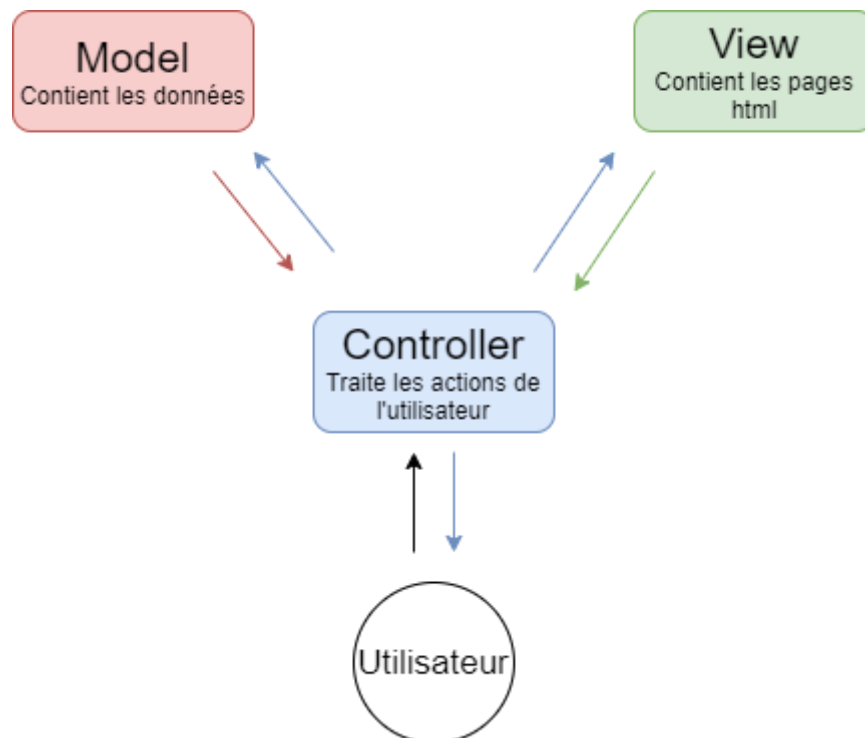 Model
Contient les données
View
Contient les pages
html
Controller
Traite les actions de
l'utilisateur
Utilisateur